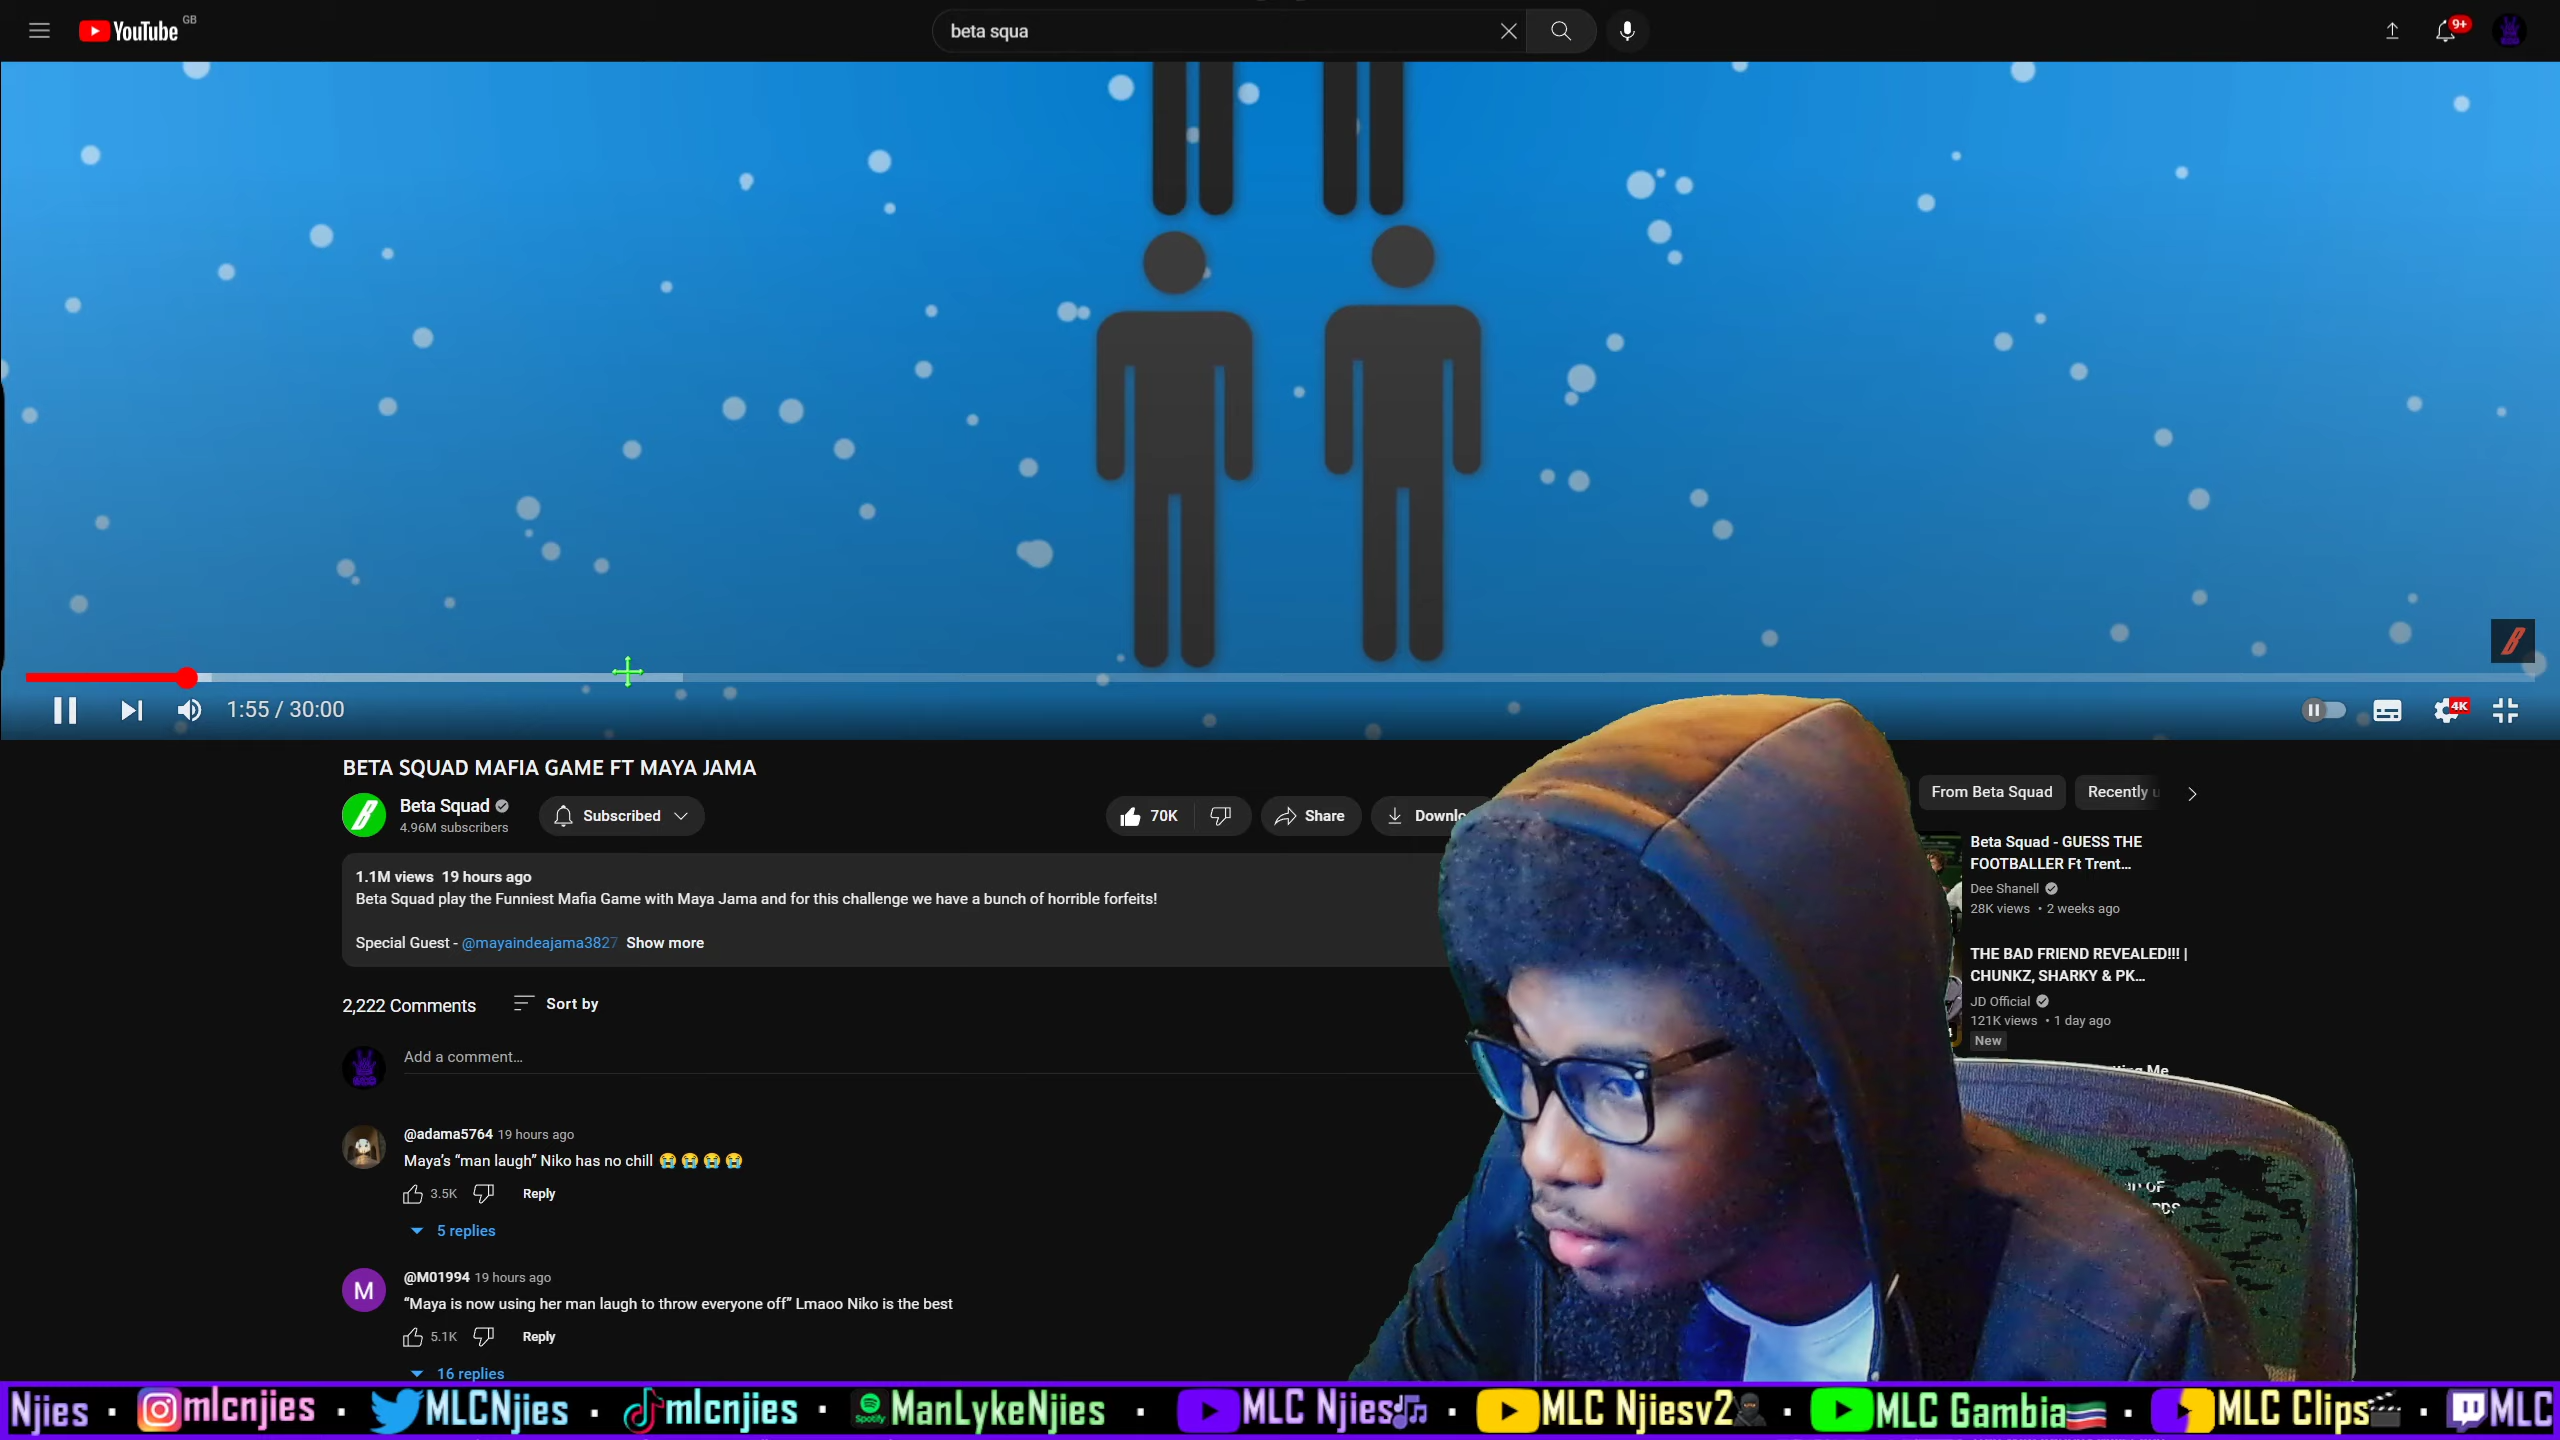 YouTube GB
beta squa
9+
1:55 / 30:00
4K
BETA SQUAD MAFIA GAME FT MAYA JAMA
Beta Squad
4.96M subscribers
Subscribed
70K
Share
From Beta Squad
Recently
1.1M views 19 hours ago
Beta Squad play the Funniest Mafia Game with Maya Jama and for this challenge we have a bunch of horrible forfeits!
Special Guest - @mayaindeajama3827 Show more
Beta Squad - GUESS THE
FOOTBALLER Ft Trent...
Dee Shanell
28K views • 2 weeks ago
THE BAD FRIEND REVEALED!!! |
CHUNKZ, SHARKY & PK...
JD Official
121K views • 1 day ago
New
Me
OF
2,222 Comments
Sort by
Add a comment...
@adama5764 19 hours ago
Maya's “man laugh” Niko has no chill 😭😭😭😭
3.5K
Reply
5 replies
M
@M01994 19 hours ago
“Maya is now using her man laugh to throw everyone off” Lmaoo Niko is the best
5.1K
Reply
16 replies
Njies · mlcnjies · MLCNjies · mlcnjies · Spotify ManLykeNjies · MLC Njies🎶 · MLC Njiesv2 · MLC Gambia🇬🇲 · MLC Clips🎬 · MLC